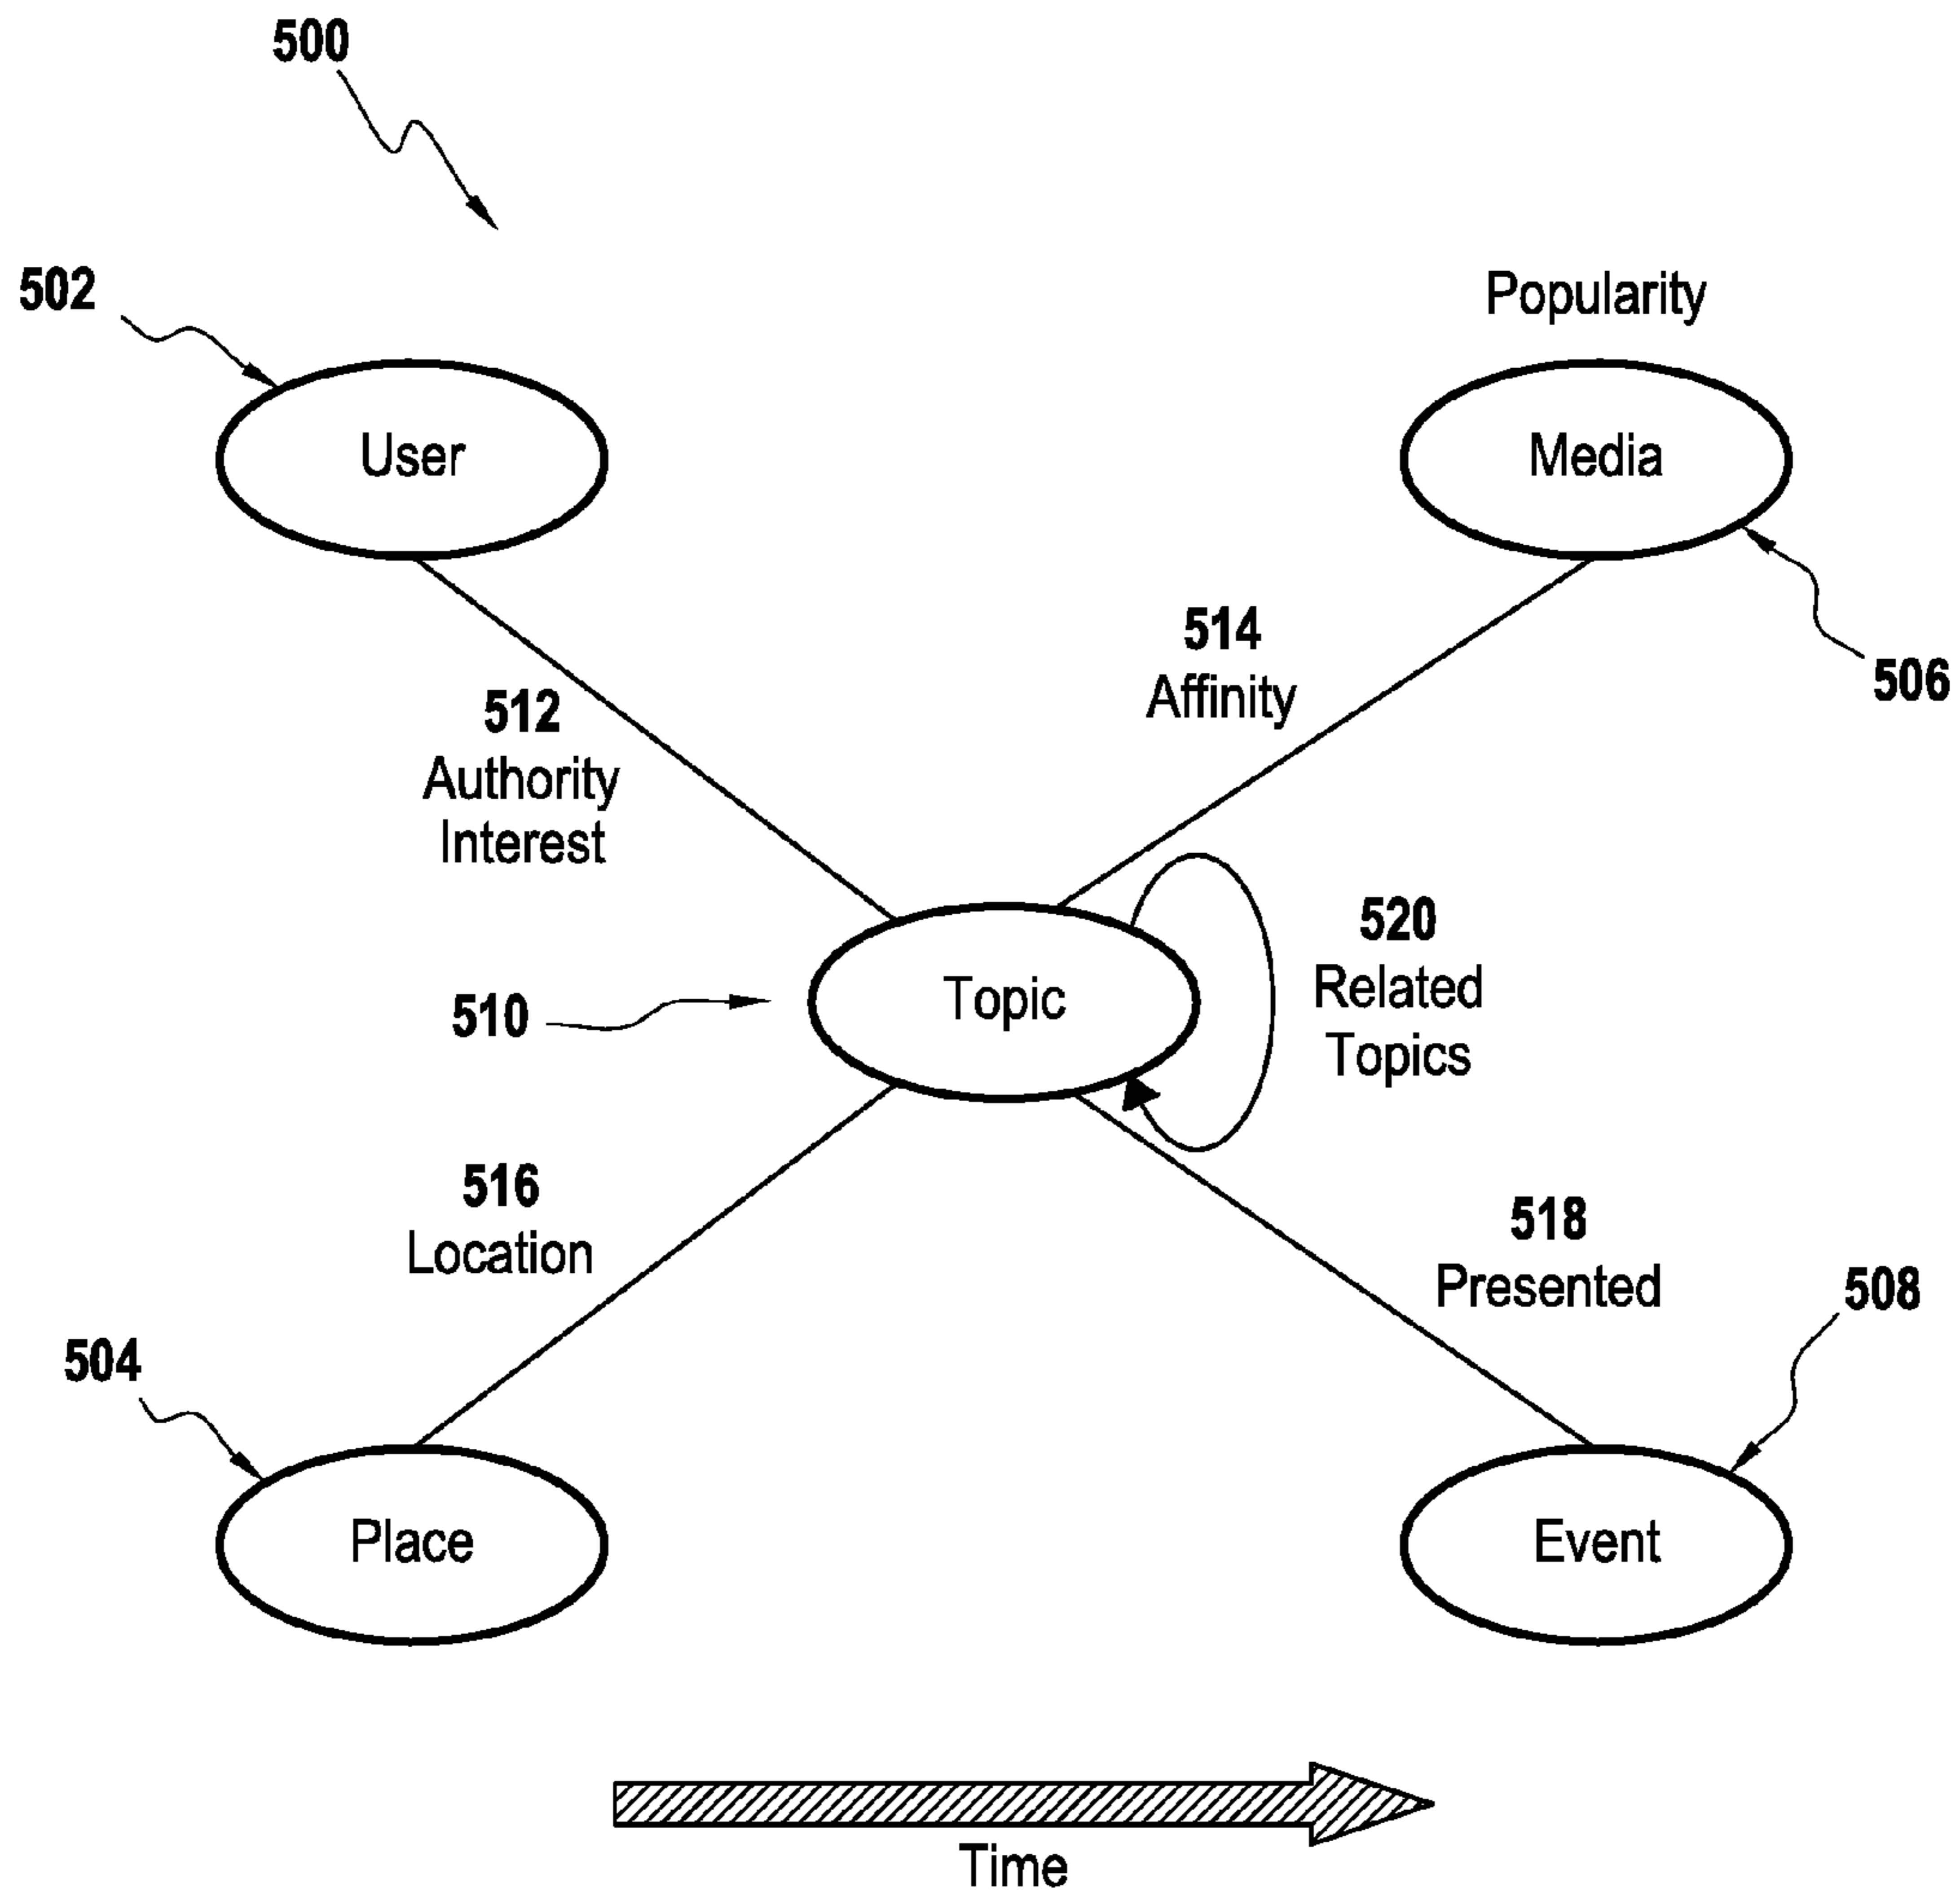 500
502
Popularity
User
Media
514
Affinity
506
512
Authority
Interest
520
Related
Topics
Topic
510
516
Location
518
Presented
508
504
Place
Event
Time